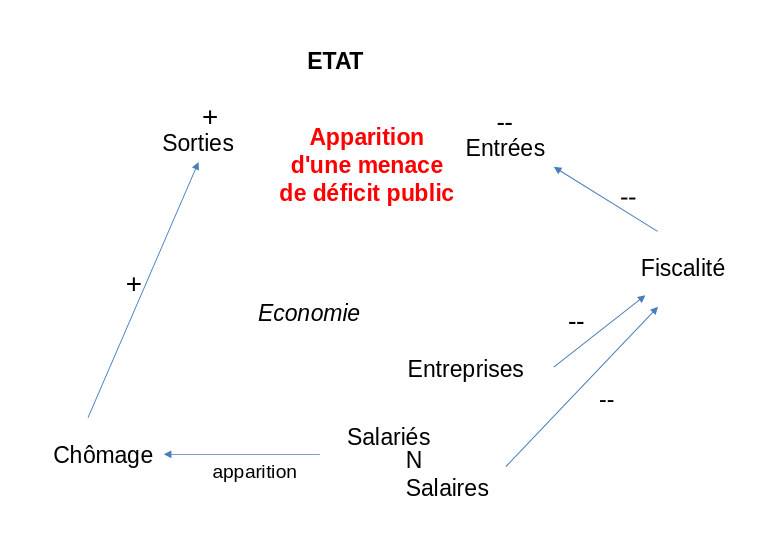 ETAT
+
Sorties
Apparition
d'une menace
de déficit public
--
Entrées
--
Fiscalité
+
Economie
--
Entreprises
--
Salariés
N
Salaires
Chômage
apparition